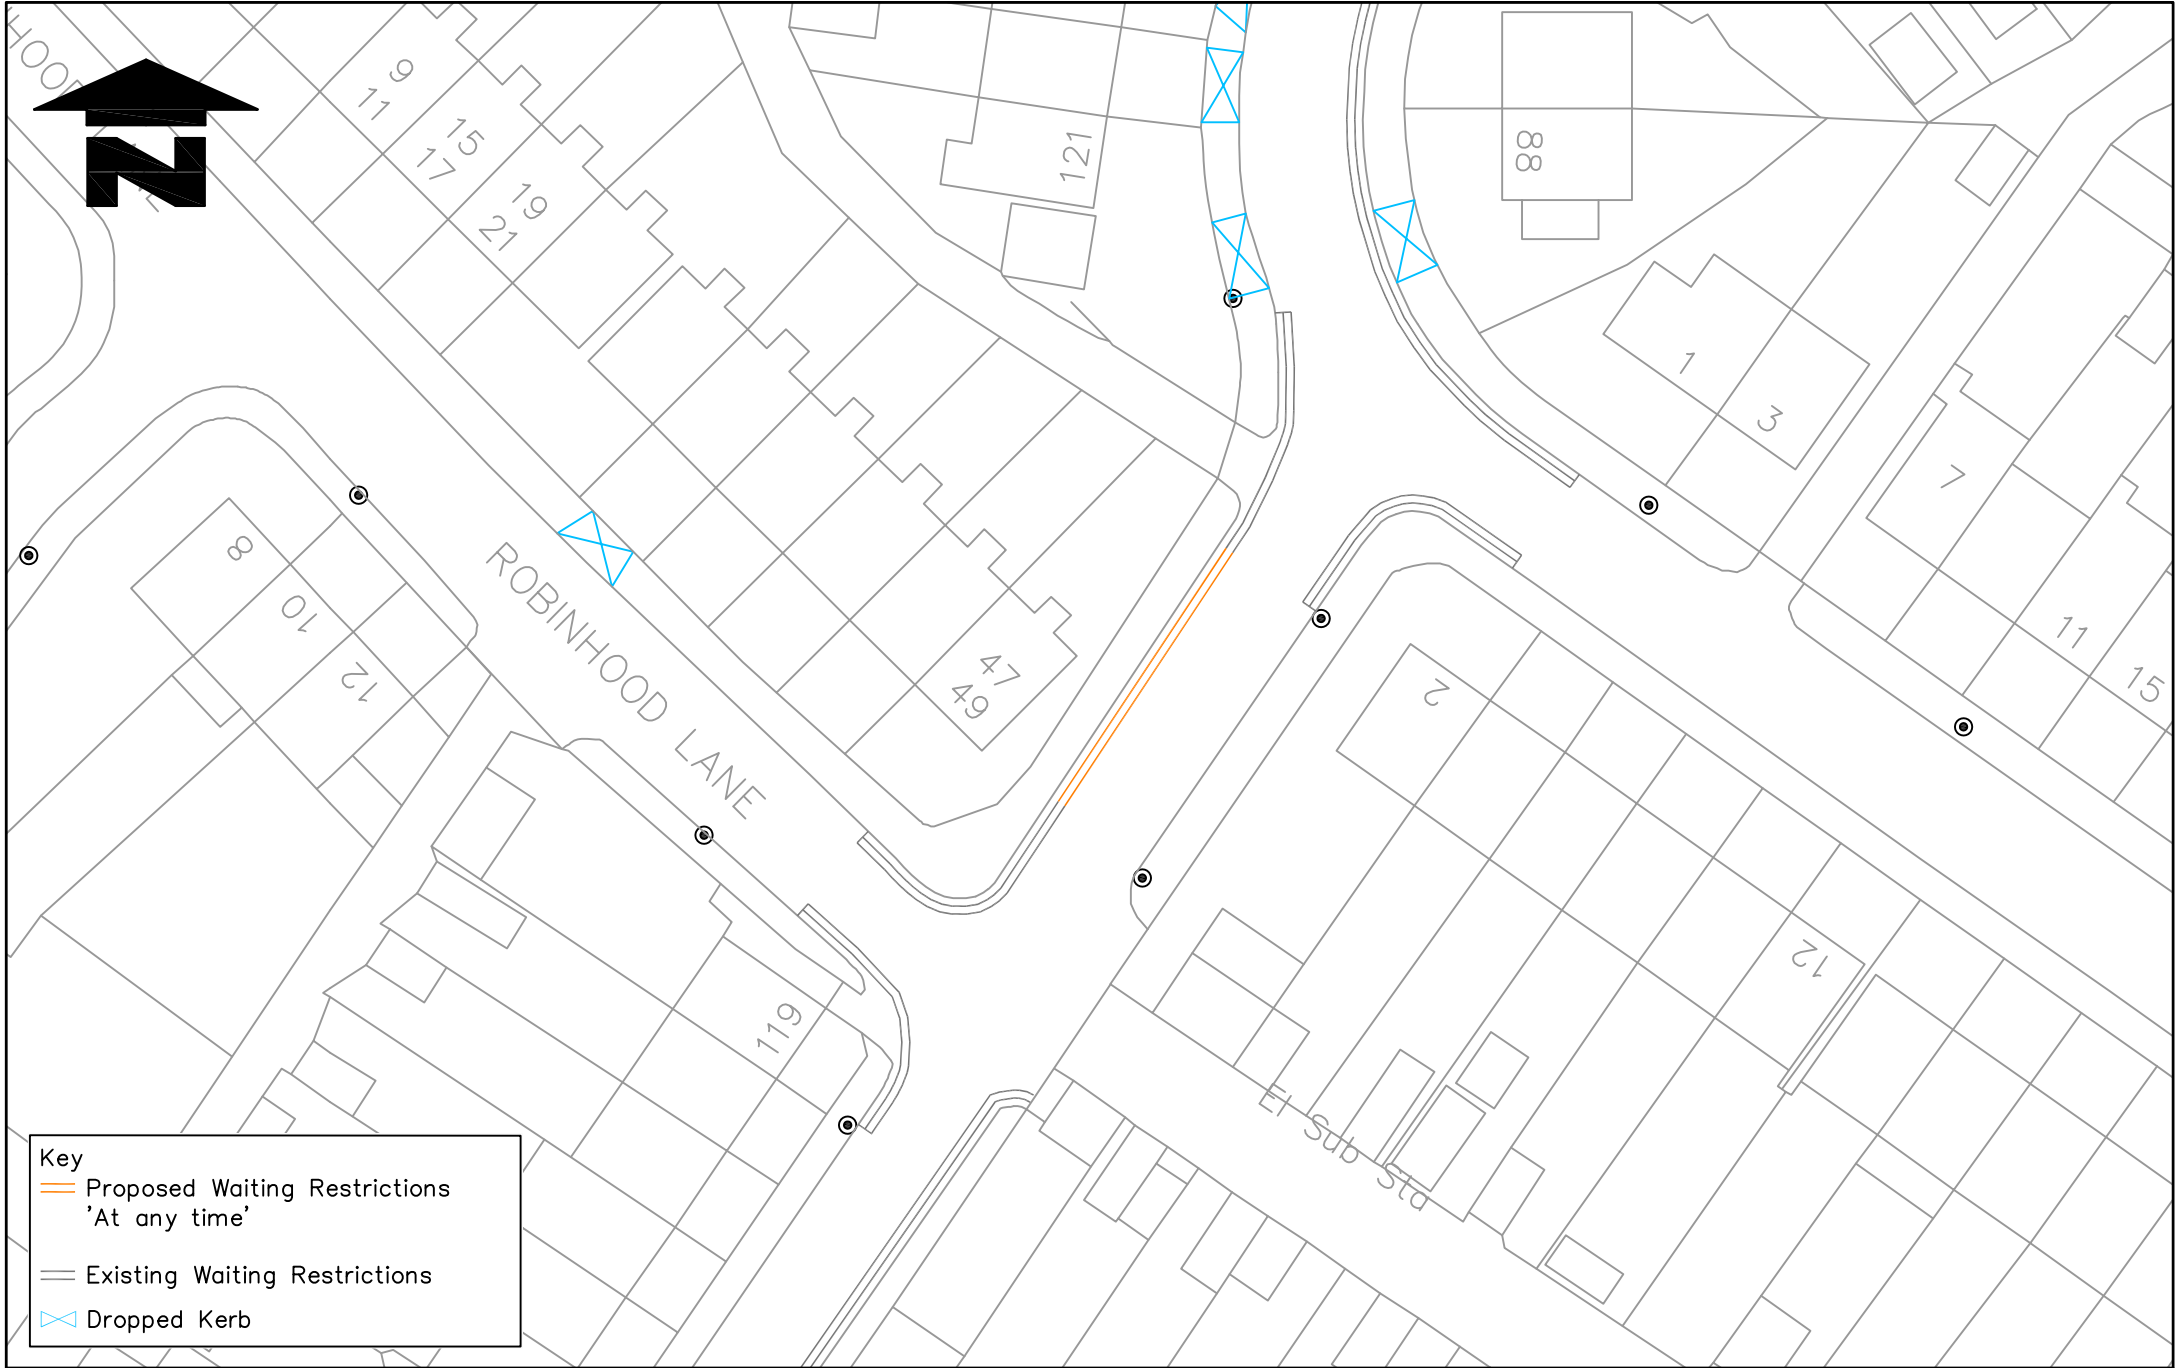 HOOD
9
11
15
17
19
21
121
88
1
3
7
11
15
8
10
12
ROBINHOOD LANE
47
49
2
12
119
El Sub Sta
N
Key
Proposed Waiting Restrictions
'At any time'
Existing Waiting Restrictions
Dropped Kerb